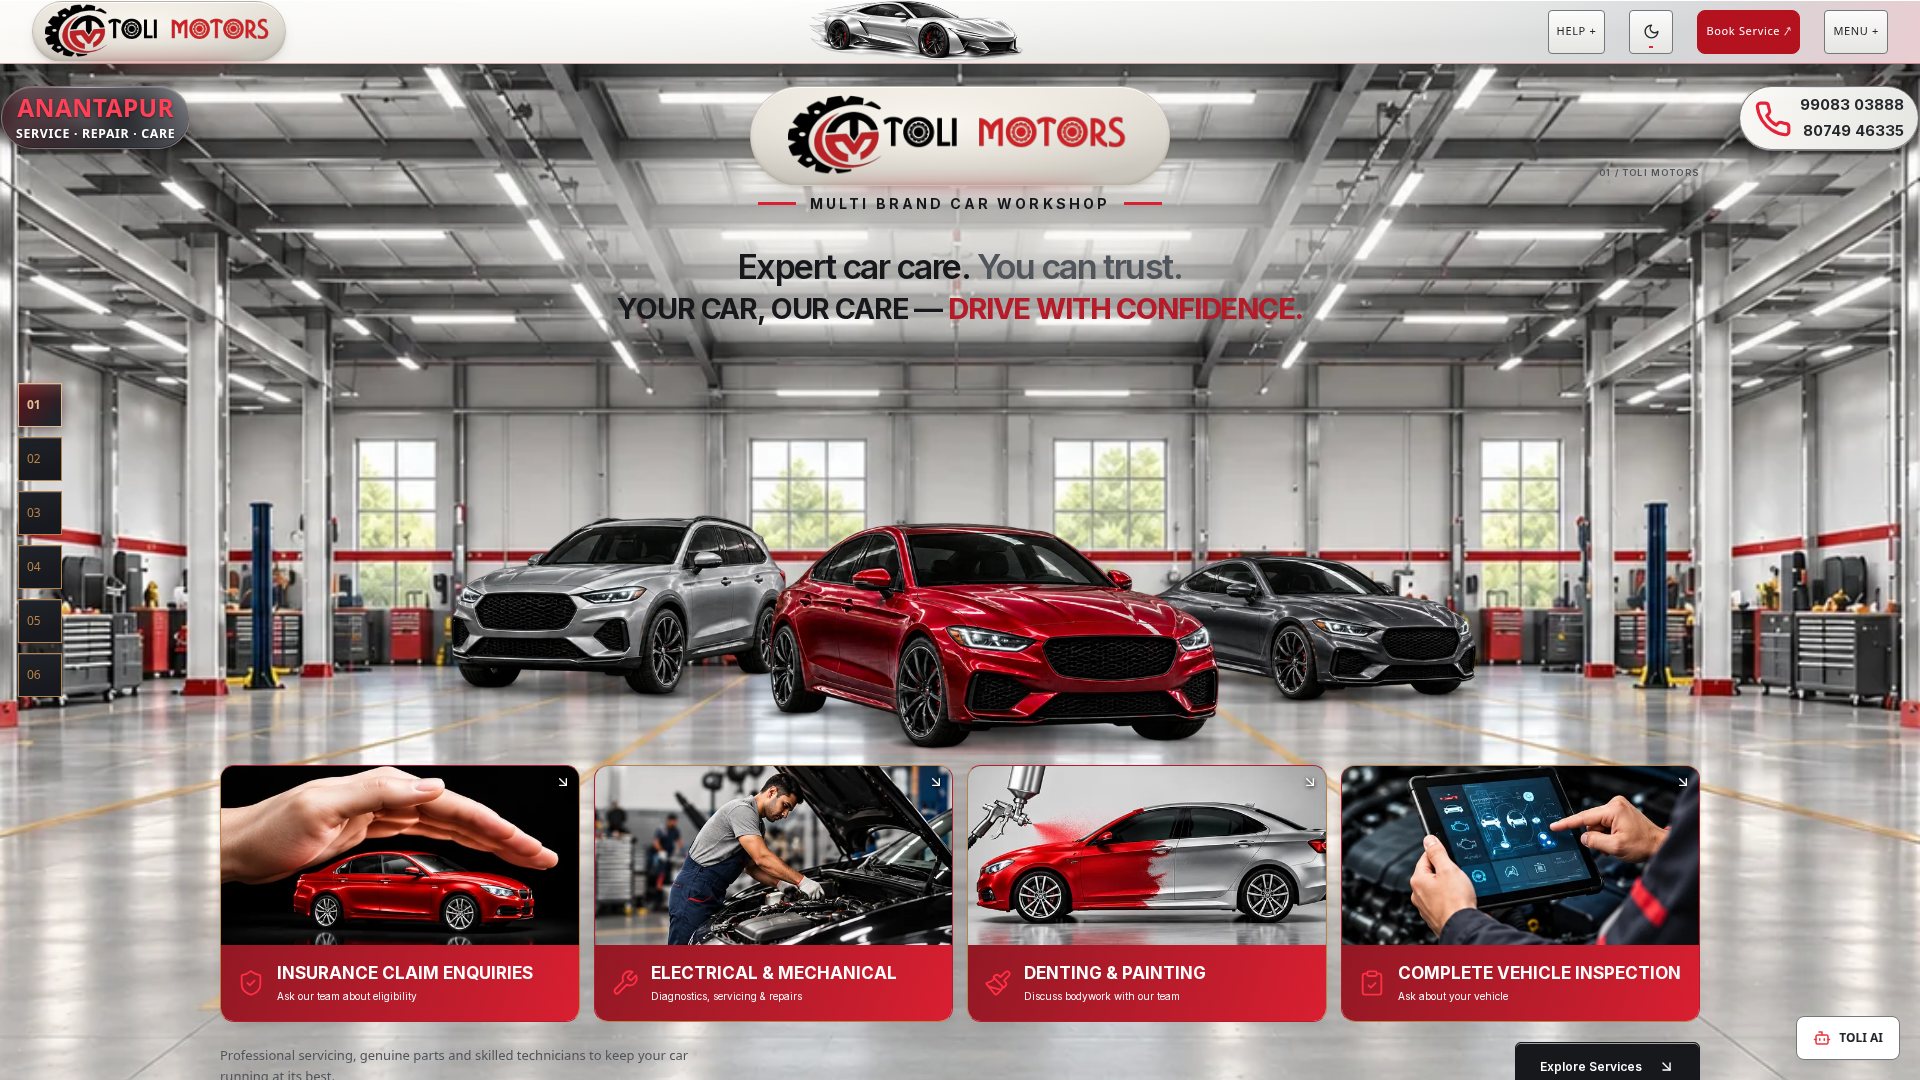 TOLI MOTORS
HELP +
Book Service ↗
MENU +
ANANTAPUR
SERVICE · REPAIR · CARE
TOLI MOTORS
99083 03888
80749 46335
01 / TOLI MOTORS
MULTI BRAND CAR WORKSHOP
Expert car care. You can trust.
YOUR CAR, OUR CARE — DRIVE WITH CONFIDENCE.
01
02
03
04
05
06
INSURANCE CLAIM ENQUIRIES
Ask our team about eligibility
ELECTRICAL & MECHANICAL
Diagnostics, servicing & repairs
DENTING & PAINTING
Discuss bodywork with our team
COMPLETE VEHICLE INSPECTION
Ask about your vehicle
Professional servicing, genuine parts and skilled technicians to keep your car
running at its best.
Explore Services
TOLI AI